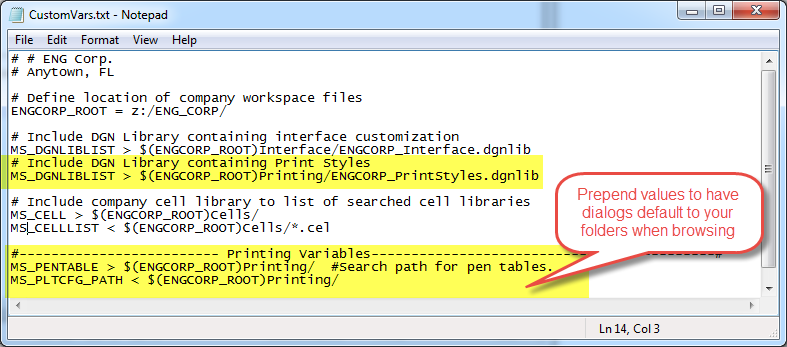 CustomVars.txt - Notepad
File Edit Format View Help
# # ENG Corp.
# Anytown, FL
# Define location of company workspace files
ENGCORP_ROOT = z:/ENG_CORP/
# Include DGN Library containing interface customization
MS_DGNLIBLIST > $(ENGCORP_ROOT)Interface/ENGCORP_Interface.dgnlib
# Include DGN Library containing Print Styles
MS_DGNLIBLIST > $(ENGCORP_ROOT)Printing/ENGCORP_PrintStyles.dgnlib
# Include company cell library to list of searched cell libraries
MS_CELL > $(ENGCORP_ROOT)Cells/
MS_CELLLIST < $(ENGCORP_ROOT)Cells/*.cel
#------------------------- Printing Variables-------------------------------------------#
MS_PENTABLE > $(ENGCORP_ROOT)Printing/ #Search path for pen tables.
MS_PLTCFG_PATH < $(ENGCORP_ROOT)Printing/
Prepend values to have
dialogs default to your
folders when browsing
Ln 14, Col 3